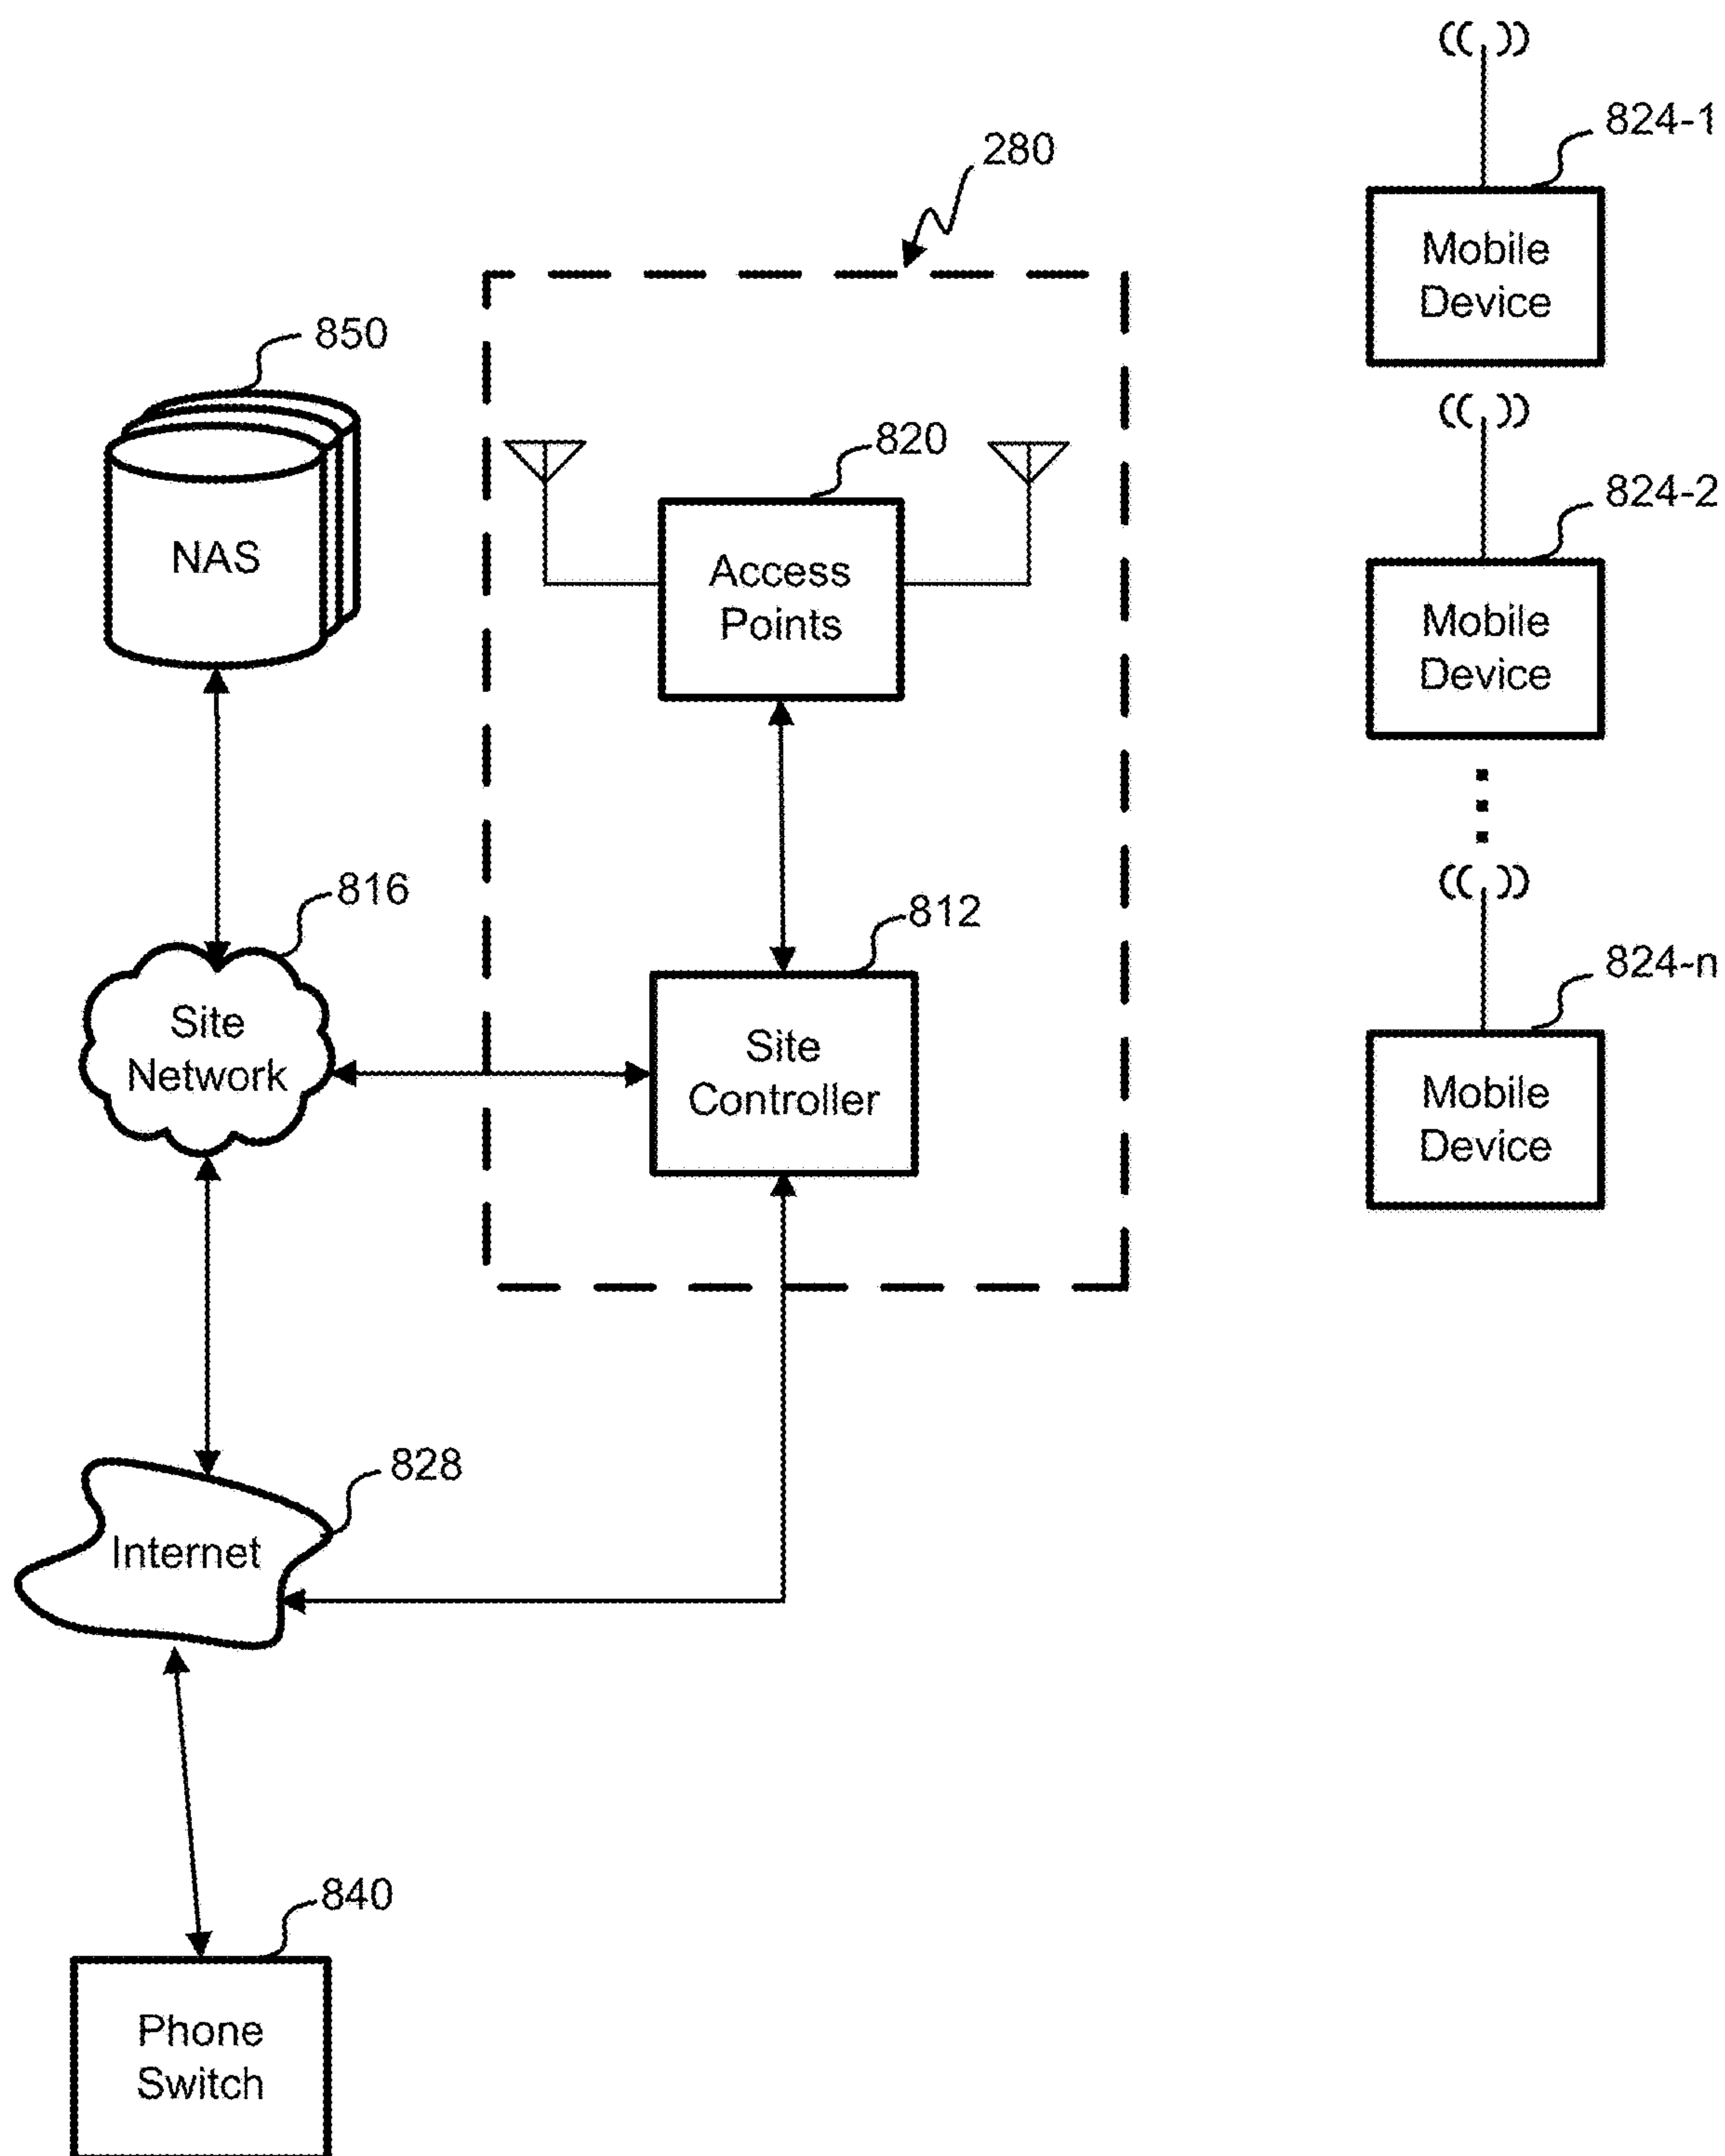 824-1
280
Mobile
Device
850
820
824-2
NAS
Access
Points
Mobile
Device
816
812
824-n
Site
Network
Site
Controller
Mobile
Device
828
Internet
840
Phone
Switch